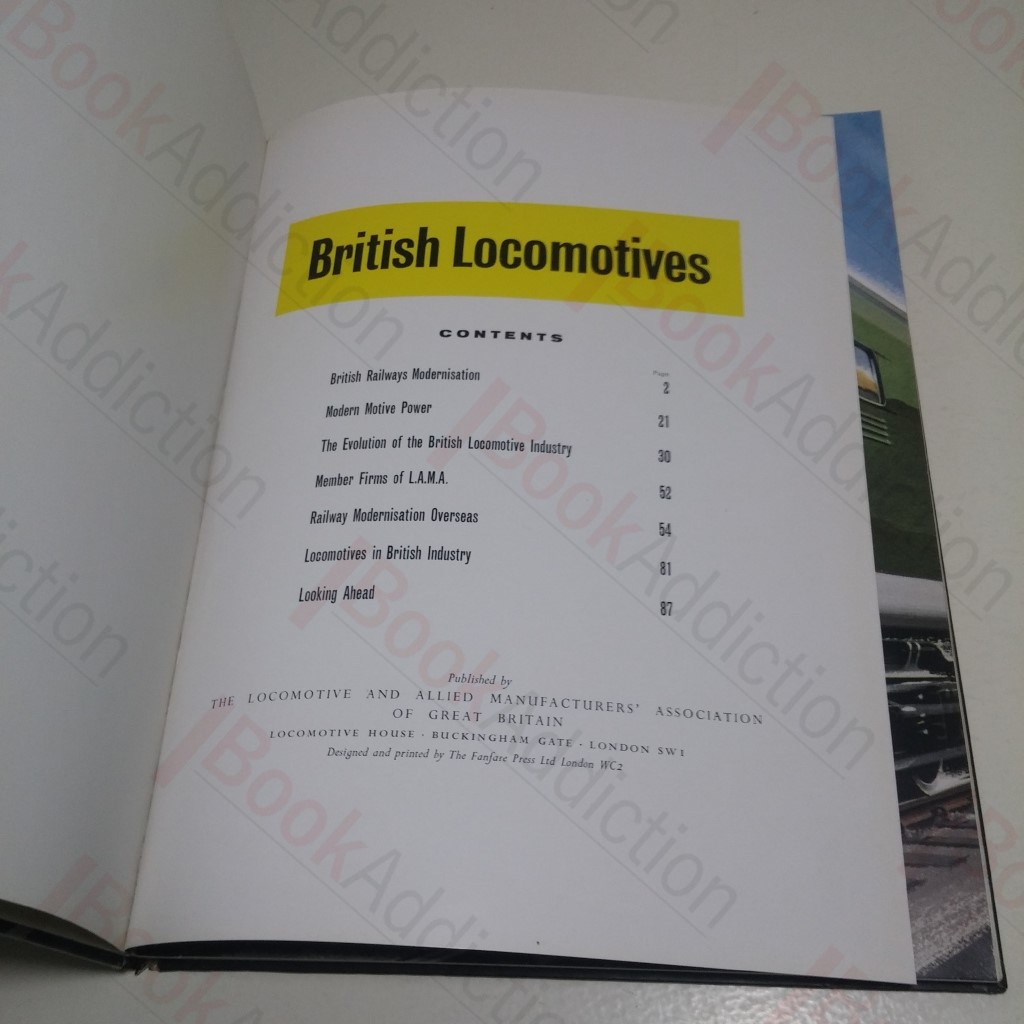 British Locomotives
CONTENTS
Page
British Railways Modernisation 2
Modern Motive Power 21
The Evolution of the British Locomotive Industry 30
Member Firms of L.A.M.A. 52
Railway Modernisation Overseas 54
Locomotives in British Industry 81
Looking Ahead 87
Published by
THE LOCOMOTIVE AND ALLIED MANUFACTURERS' ASSOCIATION
OF GREAT BRITAIN
LOCOMOTIVE HOUSE · BUCKINGHAM GATE · LONDON SW1
Designed and printed by The Fanfare Press Ltd London WC2
BookAddiction